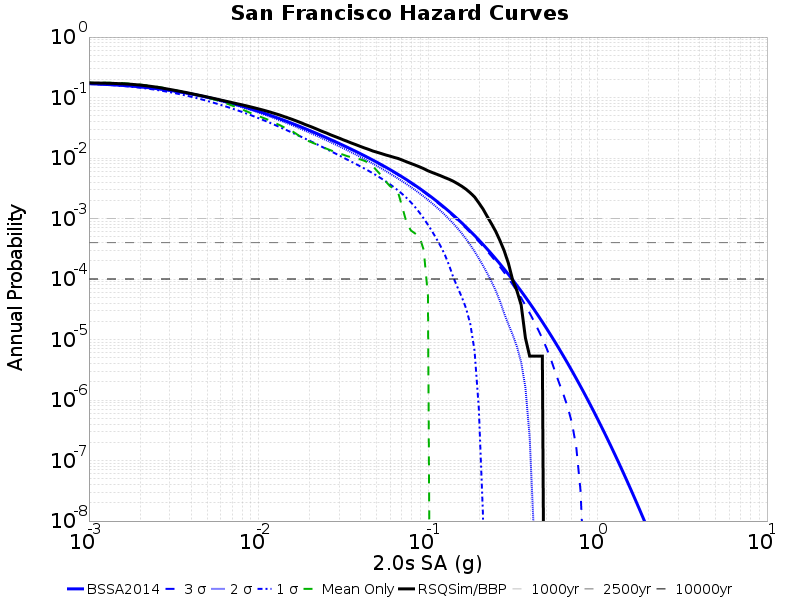 San Francisco Hazard Curves
Annual Probability
10^0
10^-1
10^-2
10^-3
10^-4
10^-5
10^-6
10^-7
10^-8
10^-3 10^-2 10^-1 10^0 10^1
2.0s SA (g)
BSSA2014 3 σ 2 σ 1 σ Mean Only RSQSim/BBP 1000yr 2500yr 10000yr